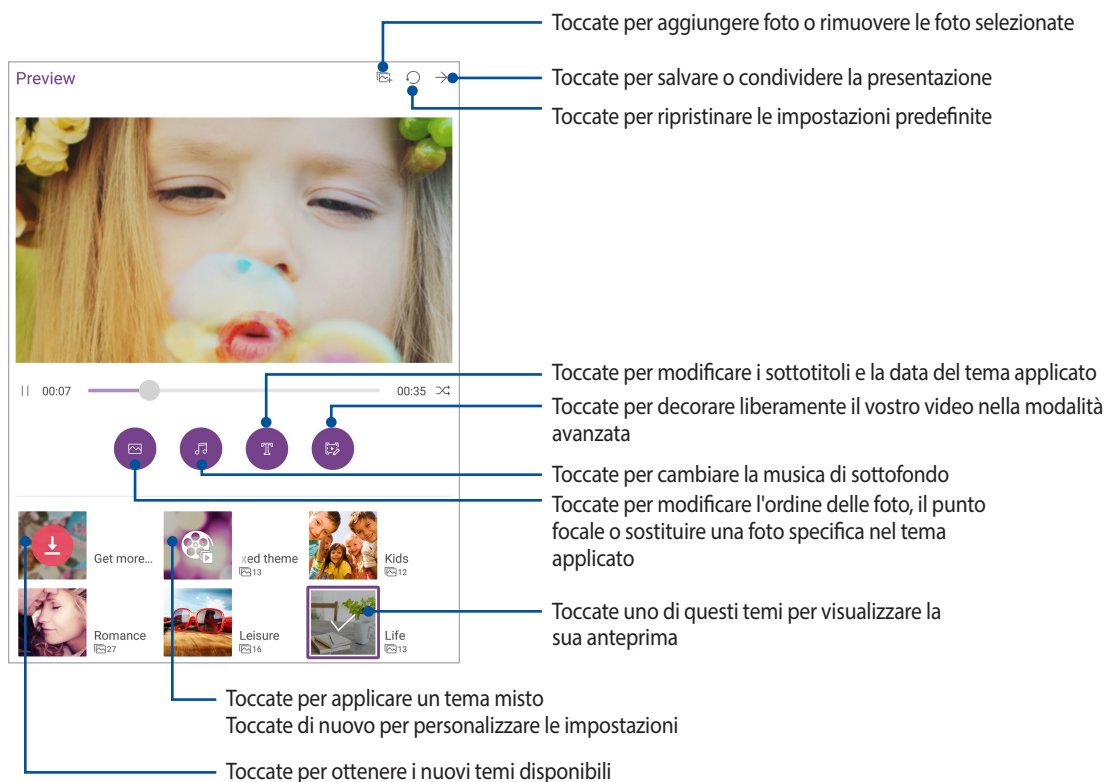 Toccate per aggiungere foto o rimuovere le foto selezionate
Preview
Toccate per salvare o condividere la presentazione
Toccate per ripristinare le impostazioni predefinite
00:07
00:35
Toccate per modificare i sottotitoli e la data del tema applicato
Toccate per decorare liberamente il vostro video nella modalità
avanzata
T
Toccate per cambiare la musica di sottofondo
Toccate per modificare l'ordine delle foto, il punto
focale o sostituire una foto specifica nel tema
applicato
Get more...
xed theme
13
Kids
12
Romance
27
Leisure
16
Life
13
Toccate uno di questi temi per visualizzare la
sua anteprima
Toccate per applicare un tema misto
Toccate di nuovo per personalizzare le impostazioni
Toccate per ottenere i nuovi temi disponibili